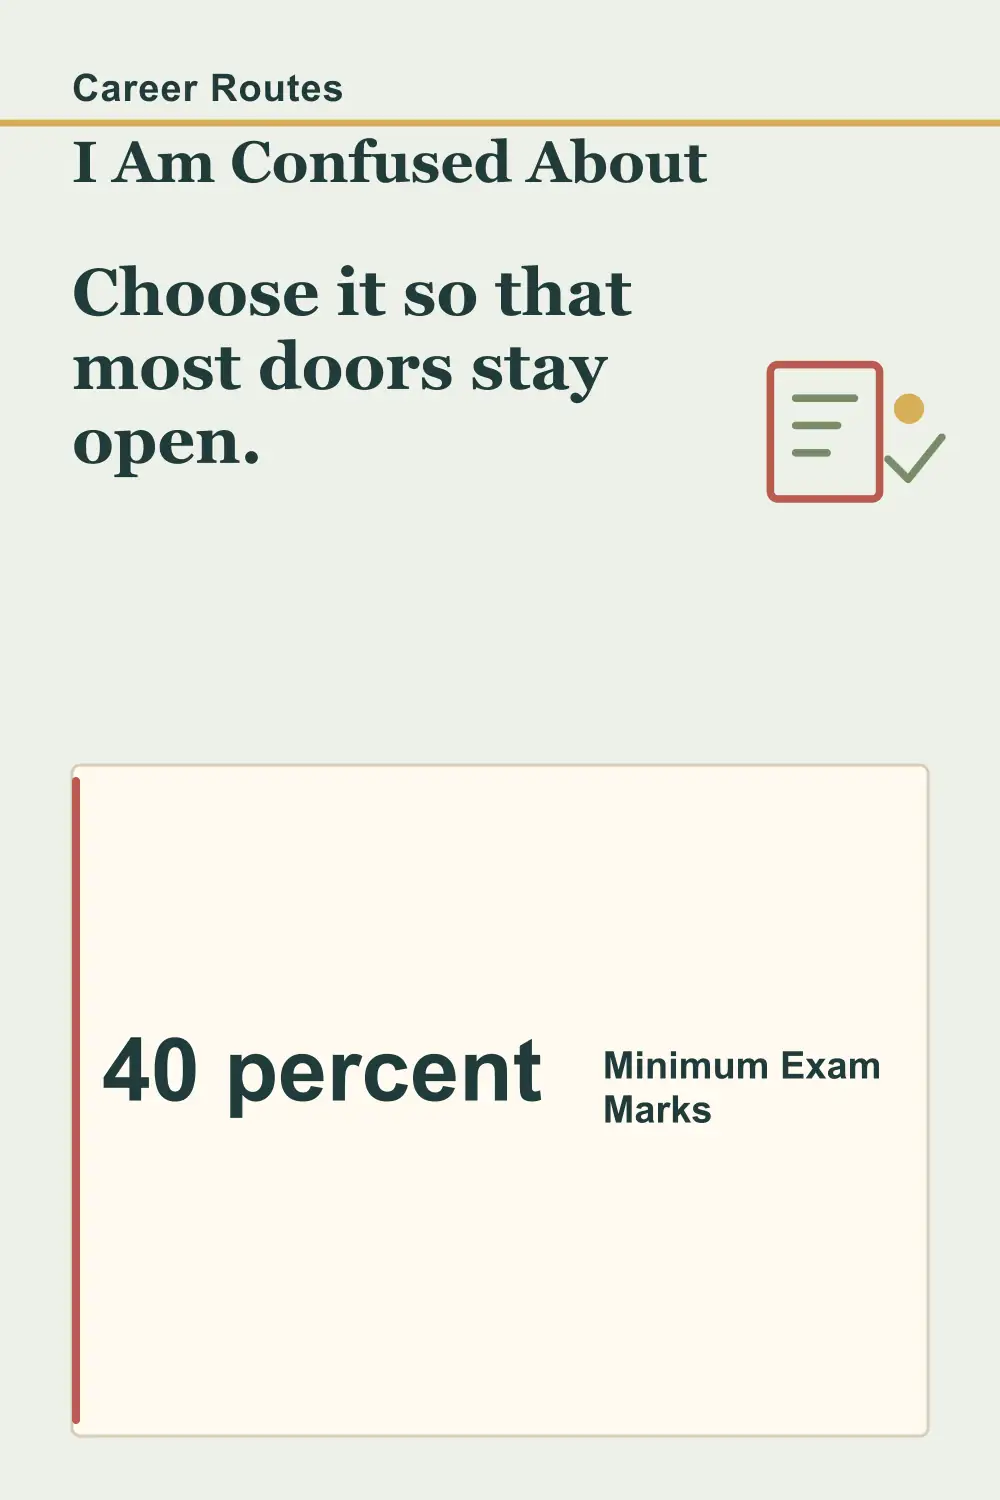 Career Routes
I Am Confused About
Choose it so that
most doors stay
open.
40 percent
Minimum Exam
Marks